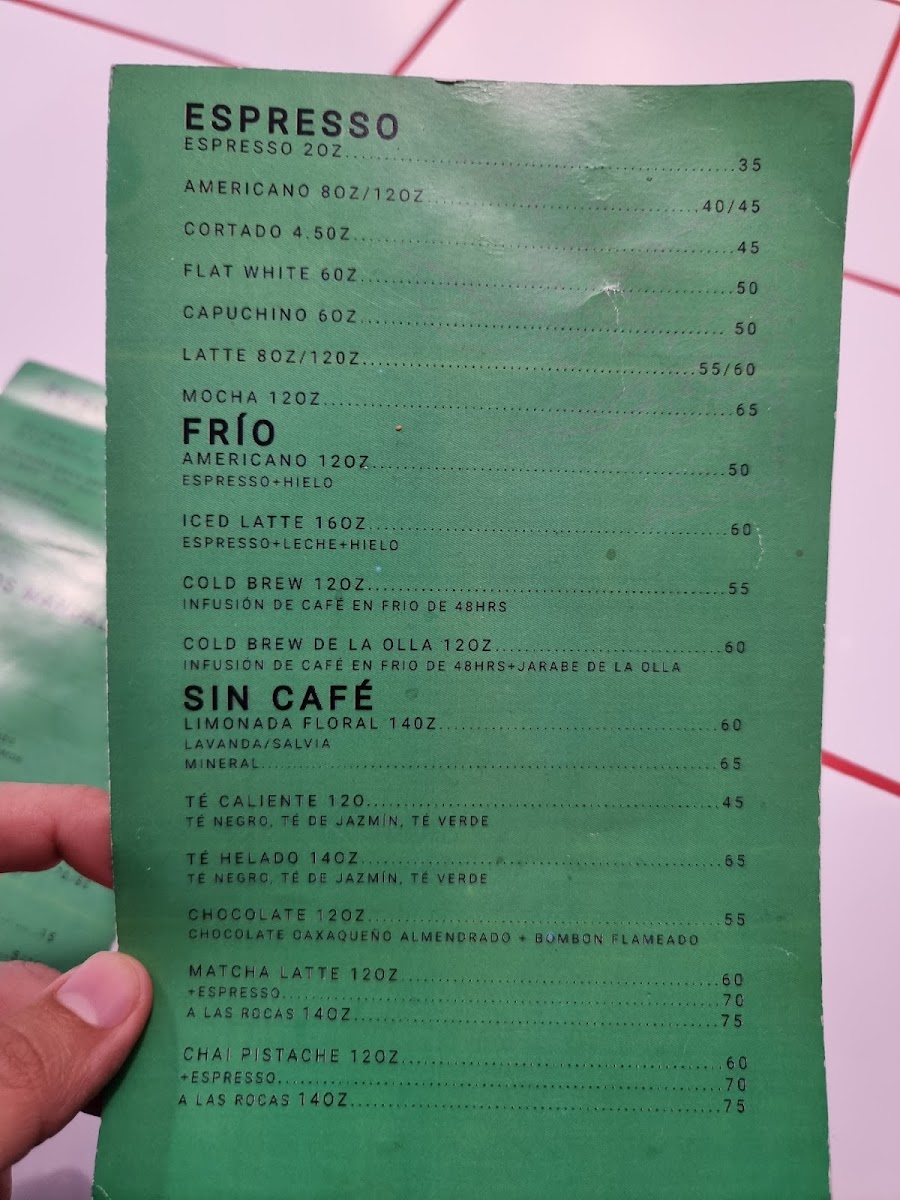 ESPRESSO
ESPRESSO 2OZ 35
AMERICANO 8OZ/12OZ 40/45
CORTADO 4.5OZ 45
FLAT WHITE 6OZ 50
CAPUCHINO 6OZ 50
LATTE 8OZ/12OZ 55/60
MOCHA 12OZ 65
FRÍO
AMERICANO 12OZ 50
ESPRESSO+HIELO
ICED LATTE 16OZ 60
ESPRESSO+LECHE+HIELO
COLD BREW 12OZ 55
INFUSIÓN DE CAFÉ EN FRIO DE 48HRS
COLD BREW DE LA OLLA 12OZ 60
INFUSIÓN DE CAFÉ EN FRIO DE 48HRS+JARABE DE LA OLLA
SIN CAFÉ
LIMONADA FLORAL 14OZ 60
LAVANDA/SALVIA
MINERAL 65
TÉ CALIENTE 12O 45
TÉ NEGRO, TÉ DE JAZMÍN, TÉ VERDE
TÉ HELADO 14OZ 65
TÉ NEGRO, TÉ DE JAZMÍN, TÉ VERDE
CHOCOLATE 12OZ 55
CHOCOLATE OAXAQUEÑO ALMENDRADO + BOMBON FLAMEADO
MATCHA LATTE 12OZ 60
+ESPRESSO 70
A LAS ROCAS 14OZ 75
CHAI PISTACHE 12OZ 60
+ESPRESSO 70
A LAS ROCAS 14OZ 75
15